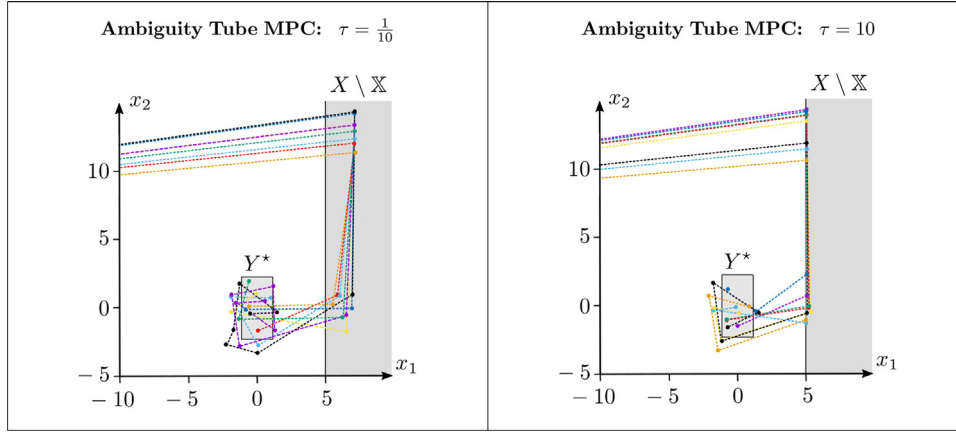 Ambiguity Tube MPC: τ = 1/10
X \ 𝕏
x₂
10
5
0
− 5
Y⋆
x₁
− 10
− 5
0
5
Ambiguity Tube MPC: τ = 10
X \ 𝕏
x₂
10
5
0
− 5
Y⋆
x₁
− 10
− 5
0
5